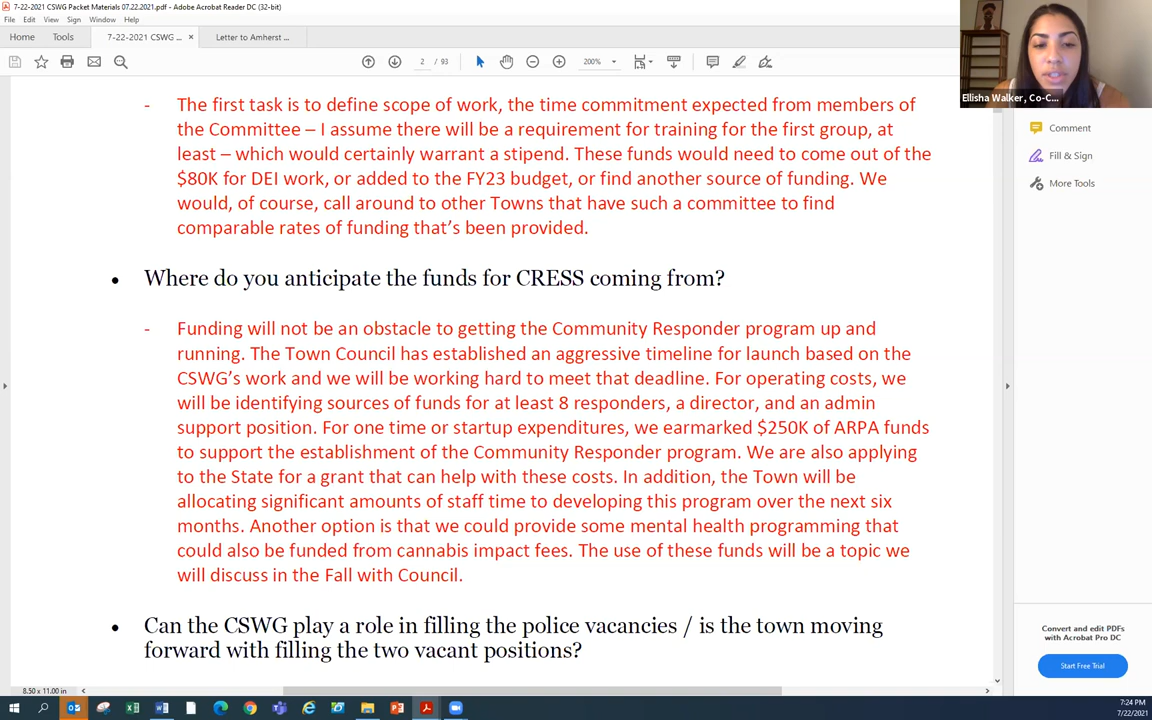 7-22-2021 CSWG Packet Materials 07.22.2021.pdf - Adobe Acrobat Reader DC (32-bit)
File Edit View Sign Window Help
Home Tools 7-22-2021 CSWG ... × Letter to Amherst ...
2 / 93 200%
Ellisha Walker, Co-C...
Comment
Fill & Sign
More Tools
- The first task is to define scope of work, the time commitment expected from members of
the Committee – I assume there will be a requirement for training for the first group, at
least – which would certainly warrant a stipend. These funds would need to come out of the
$80K for DEI work, or added to the FY23 budget, or find another source of funding. We
would, of course, call around to other Towns that have such a committee to find
comparable rates of funding that's been provided.
• Where do you anticipate the funds for CRESS coming from?
- Funding will not be an obstacle to getting the Community Responder program up and
running. The Town Council has established an aggressive timeline for launch based on the
CSWG's work and we will be working hard to meet that deadline. For operating costs, we
will be identifying sources of funds for at least 8 responders, a director, and an admin
support position. For one time or startup expenditures, we earmarked $250K of ARPA funds
to support the establishment of the Community Responder program. We are also applying
to the State for a grant that can help with these costs. In addition, the Town will be
allocating significant amounts of staff time to developing this program over the next six
months. Another option is that we could provide some mental health programming that
could also be funded from cannabis impact fees. The use of these funds will be a topic we
will discuss in the Fall with Council.
• Can the CSWG play a role in filling the police vacancies / is the town moving
forward with filling the two vacant positions?
Convert and edit PDFs
with Acrobat Pro DC
Start Free Trial
8.50 x 11.00 in
7:24 PM
7/22/2021